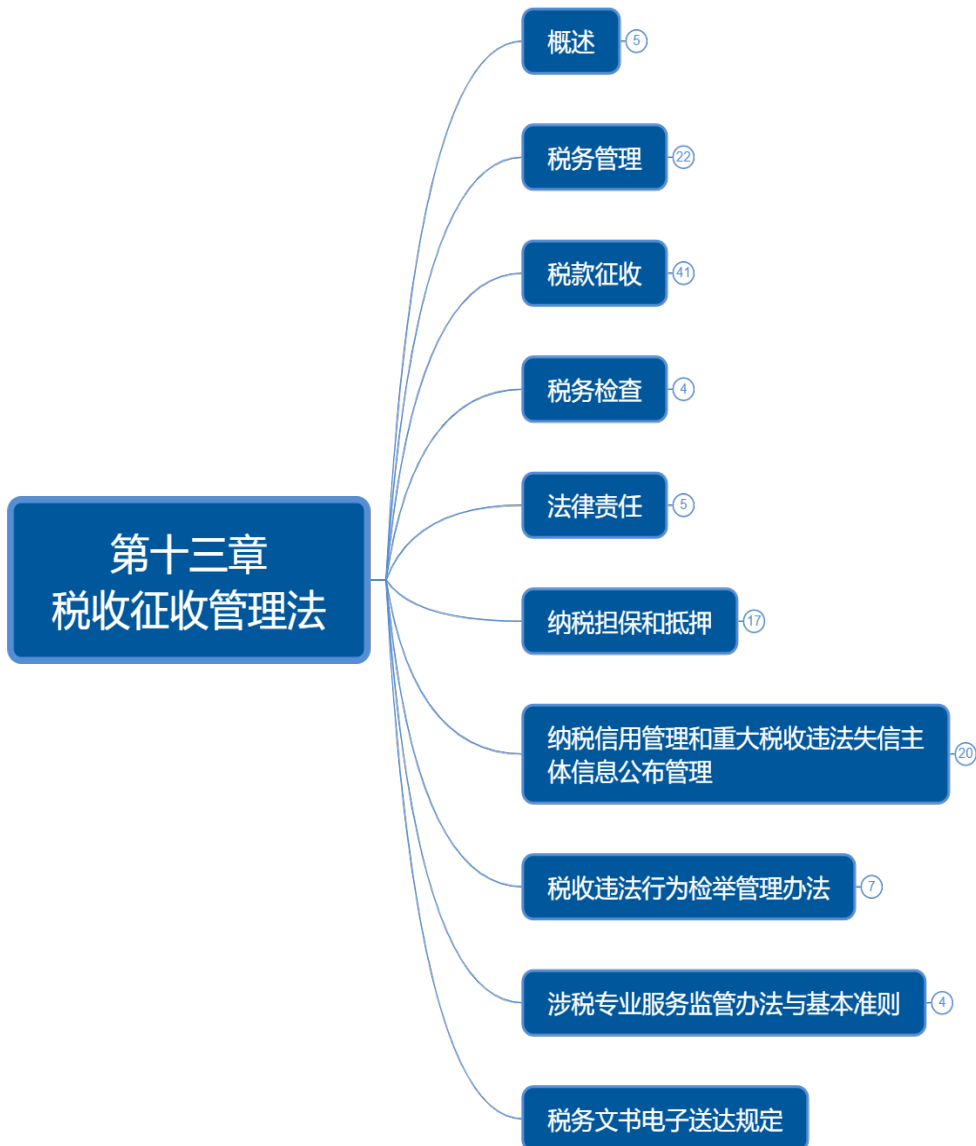 概述
5
税务管理
22
税款征收
41
税务检查
4
法律责任
5
第十三章
税收征收管理法
纳税担保和抵押
17
纳税信用管理和重大税收违法失信主
体信息公布管理
20
税收违法行为检举管理办法
7
涉税专业服务监管办法与基本准则
4
税务文书电子送达规定